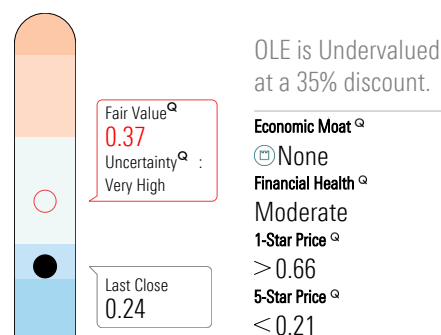 OLE is Undervalued
at a 35% discount.
Fair Value Q
0.37
Uncertainty Q :
Very High
Last Close
0.24
Economic Moat Q
None
Financial Health Q
Moderate
1-Star Price Q
>0.66
5-Star Price Q
<0.21